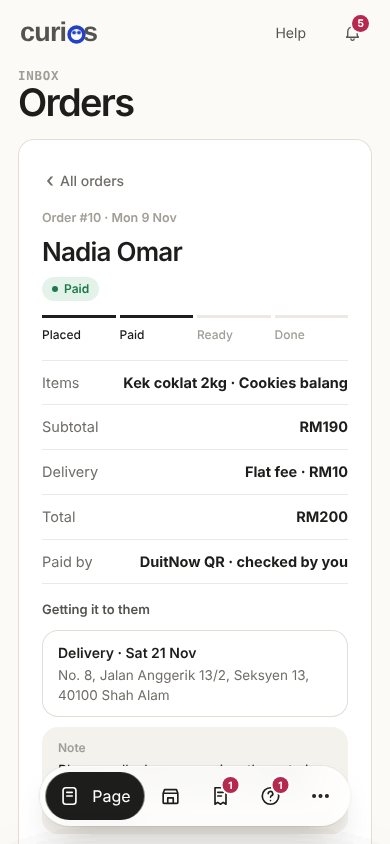 curios
Help
5
INBOX
Orders
All orders
Order #10 · Mon 9 Nov
Nadia Omar
Paid
Placed
Paid
Ready
Done
Items
Kek coklat 2kg · Cookies balang
Subtotal
RM190
Delivery
Flat fee · RM10
Total
RM200
Paid by
DuitNow QR · checked by you
Getting it to them
Delivery · Sat 21 Nov
No. 8, Jalan Anggerik 13/2, Seksyen 13,
40100 Shah Alam
Note
Page
1
1